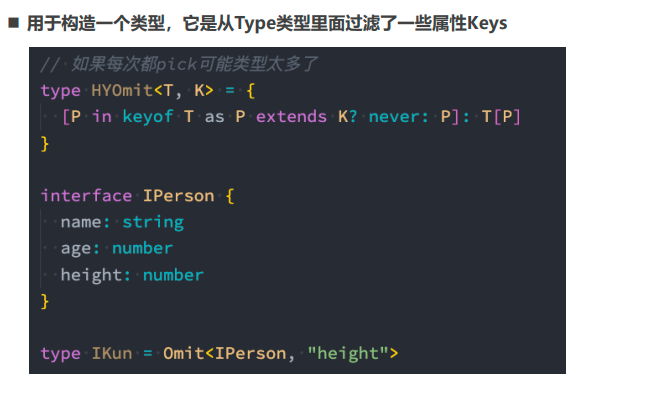 ■ 用于构造一个类型，它是从Type类型里面过滤了一些属性Keys
// 如果每次都pick可能类型太多了
type HYOmit<T, K> = {
  [P in keyof T as P extends K? never: P]: T[P]
}
interface IPerson {
  name: string
  age: number
  height: number
}
type IKun = Omit<IPerson, "height">